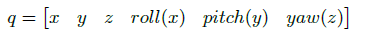 q = [x y z roll(x) pitch(y) yaw(z)]